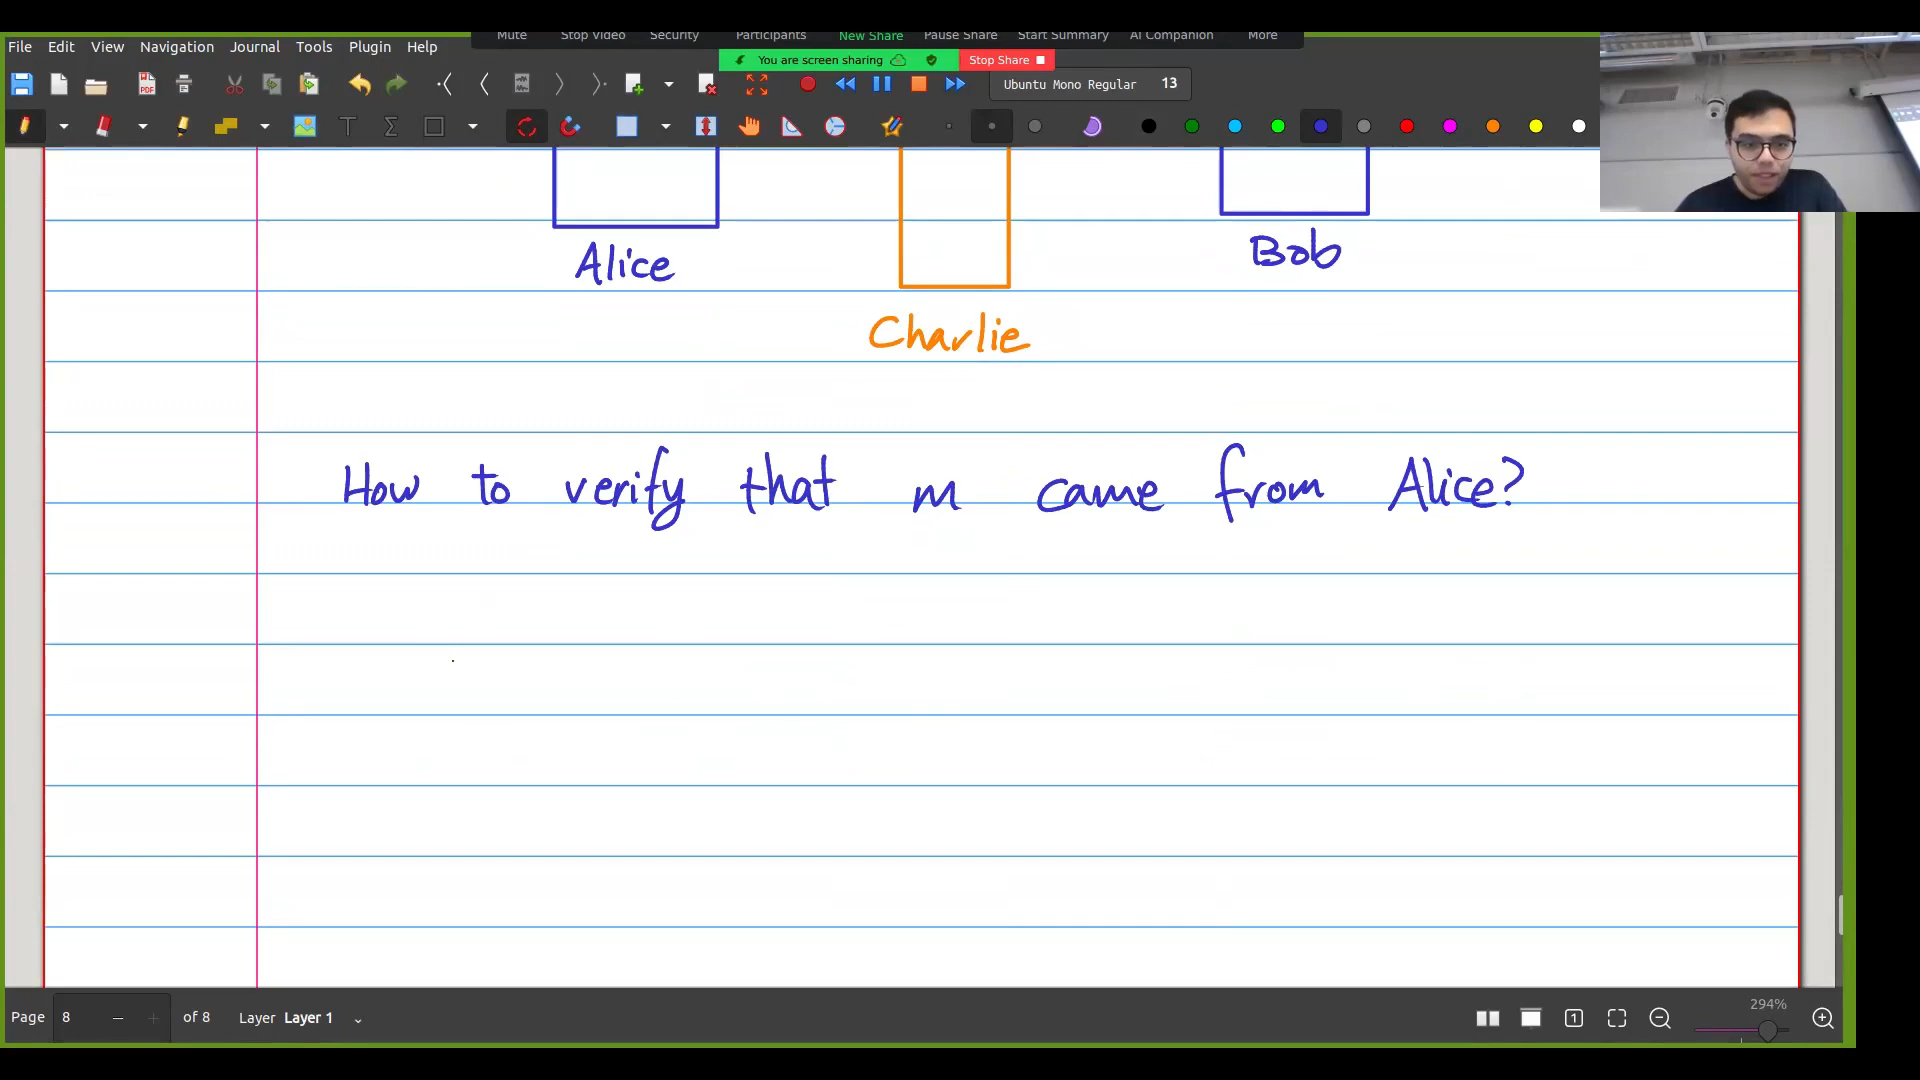 Mute Stop Video Security Participants New Share Pause Share Start Summary AI Companion More
File Edit View Navigation Journal Tools Plugin Help
You are screen sharing Stop Share
Ubuntu Mono Regular 13
Alice
Bob
Charlie
How to verify that m came from Alice?
Page 8 of 8 Layer Layer 1
294%